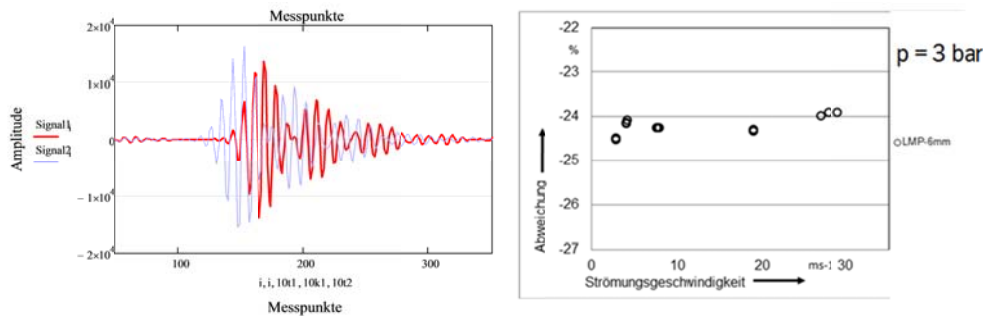 Messpunkte
2×10⁴
1×10⁴
0
− 1×10⁴
− 2×10⁴
Amplitude
Signal1
Signal2
100
200
300
i, i, 10t1 , 10k1 , 10t2
Messpunkte
-22
%
-23
-24
-25
-26
-27
Abweichung
0
10
20
ms-1
30
Strömungsgeschwindigkeit
p = 3 bar
LMP-6mm